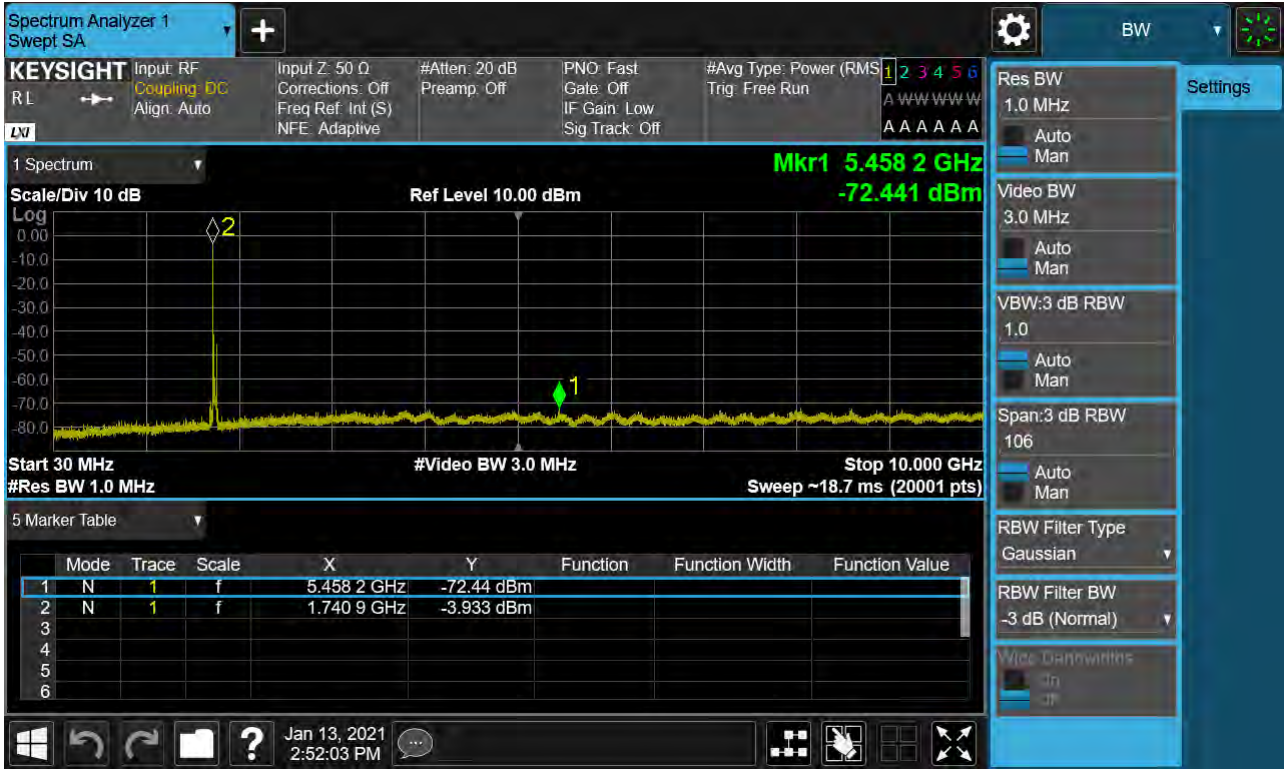 Spectrum Analyzer 1
Swept SA
BW
KEYSIGHT
R L
LXI
Input: RF
Coupling: DC
Align: Auto
Input Z: 50 Ω
Corrections: Off
Freq Ref: Int (S)
NFE: Adaptive
#Atten: 20 dB
Preamp: Off
PNO: Fast
Gate: Off
IF Gain: Low
Sig Track: Off
#Avg Type: Power (RMS
Trig: Free Run
1 2 3 4 5 6
A W W W W W
A A A A A A
1 Spectrum
Mkr1 5.458 2 GHz
Scale/Div 10 dB
Ref Level 10.00 dBm
-72.441 dBm
Log
0.00
-10.0
-20.0
-30.0
-40.0
-50.0
-60.0
-70.0
-80.0
2
1
Start 30 MHz
#Video BW 3.0 MHz
Stop 10.000 GHz
#Res BW 1.0 MHz
Sweep ~18.7 ms (20001 pts)
5 Marker Table
Mode Trace Scale X Y Function Function Width Function Value
1 N 1 f 5.458 2 GHz -72.44 dBm
2 N 1 f 1.740 9 GHz -3.933 dBm
3
4
5
6
Jan 13, 2021
2:52:03 PM
Res BW
1.0 MHz
Auto
Man
Video BW
3.0 MHz
Auto
Man
VBW:3 dB RBW
1.0
Auto
Man
Span:3 dB RBW
106
Auto
Man
RBW Filter Type
Gaussian
RBW Filter BW
-3 dB (Normal)
Settings